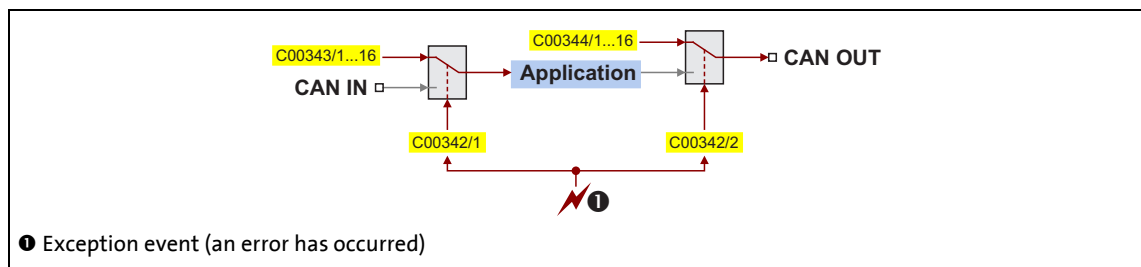 C00343/1...16
C00344/1...16
CAN IN
Application
CAN OUT
C00342/1
C00342/2
❶
❶ Exception event (an error has occurred)